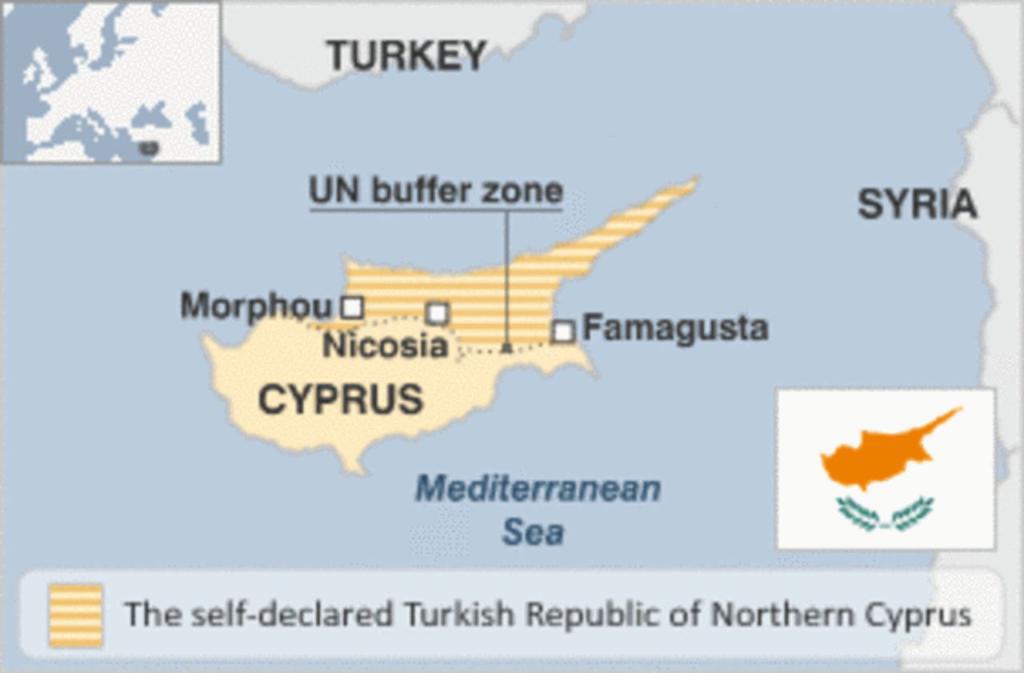 TURKEY
UN buffer zone
SYRIA
Morphou
Nicosia
Famagusta
CYPRUS
Mediterranean
Sea
The self-declared Turkish Republic of Northern Cyprus